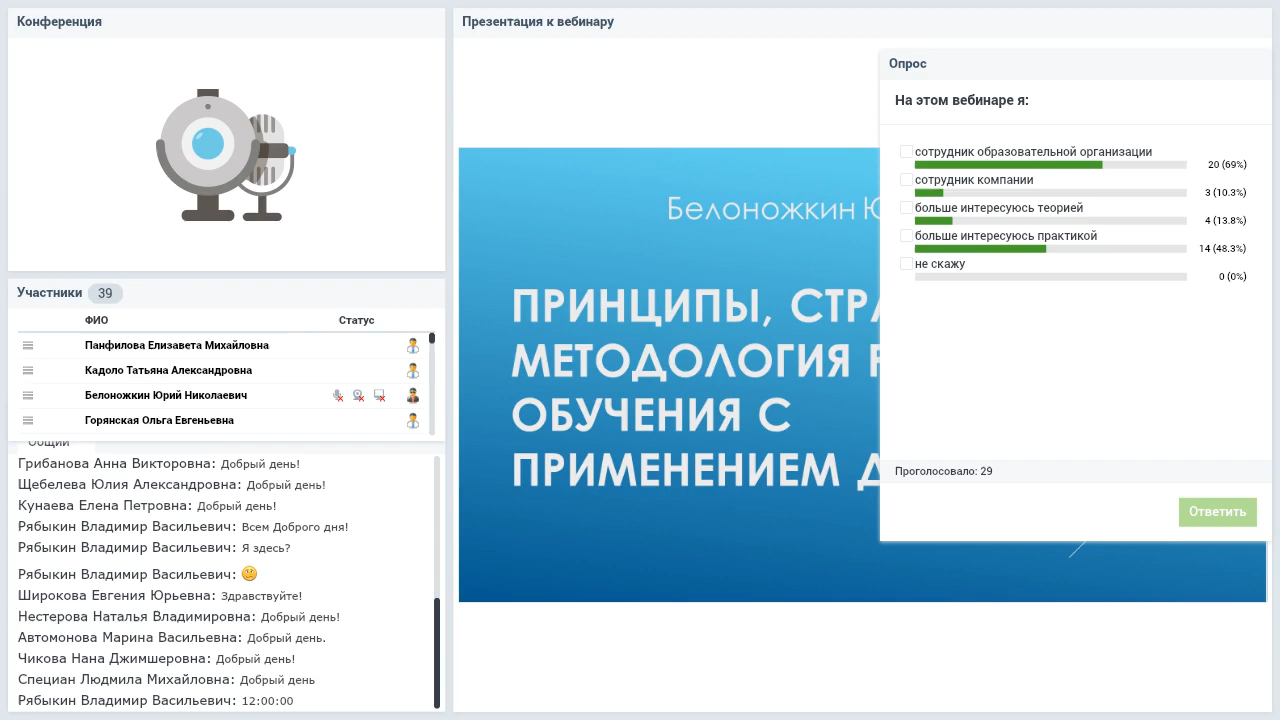 Конференция
Участники 39
ФИО Статус
Панфилова Елизавета Михайловна
Кадоло Татьяна Александровна
Белоножкин Юрий Николаевич
Горянская Ольга Евгеньевна
Общий
Грибанова Анна Викторовна: Добрый день!
Щебелева Юлия Александровна: Добрый день!
Кунаева Елена Петровна: Добрый день!
Рябыкин Владимир Васильевич: Всем Доброго дня!
Рябыкин Владимир Васильевич: Я здесь?
Рябыкин Владимир Васильевич:
Широкова Евгения Юрьевна: Здравствуйте!
Нестерова Наталья Владимировна: Добрый день!
Автомонова Марина Васильевна: Добрый день.
Чикова Нана Джимшеровна: Добрый день!
Специан Людмила Михайловна: Добрый день
Рябыкин Владимир Васильевич: 12:00:00
Презентация к вебинару
Белоножкин
ПРИНЦИПЫ,
МЕТОДОЛОГИЯ
ОБУЧЕНИЯ С
ПРИМЕНЕНИЕМ
Опрос
На этом вебинаре я:
сотрудник образовательной организации
20 (69%)
сотрудник компании
3 (10.3%)
больше интересуюсь теорией
4 (13.8%)
больше интересуюсь практикой
14 (48.3%)
не скажу
0 (0%)
Проголосовало: 29
Ответить